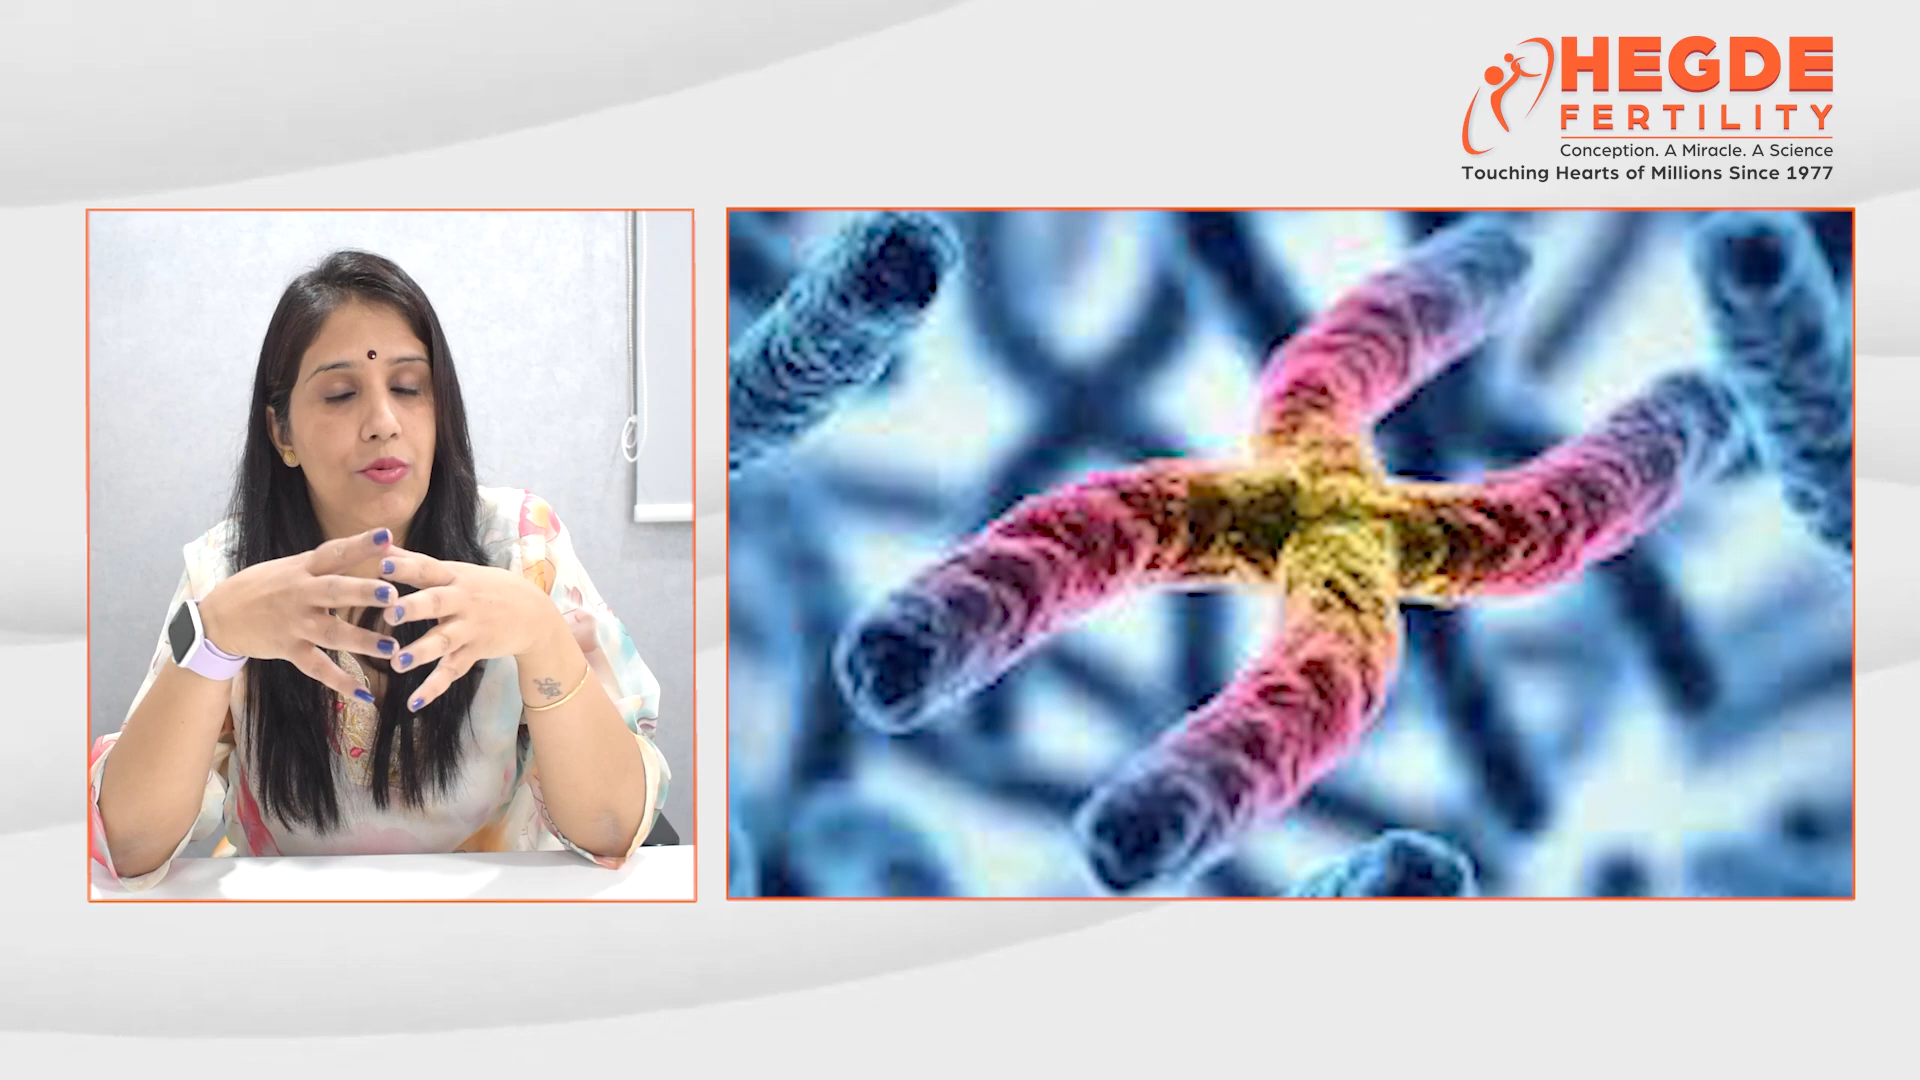 HEGDE
FERTILITY
Conception. A Miracle. A Science
Touching Hearts of Millions Since 1977